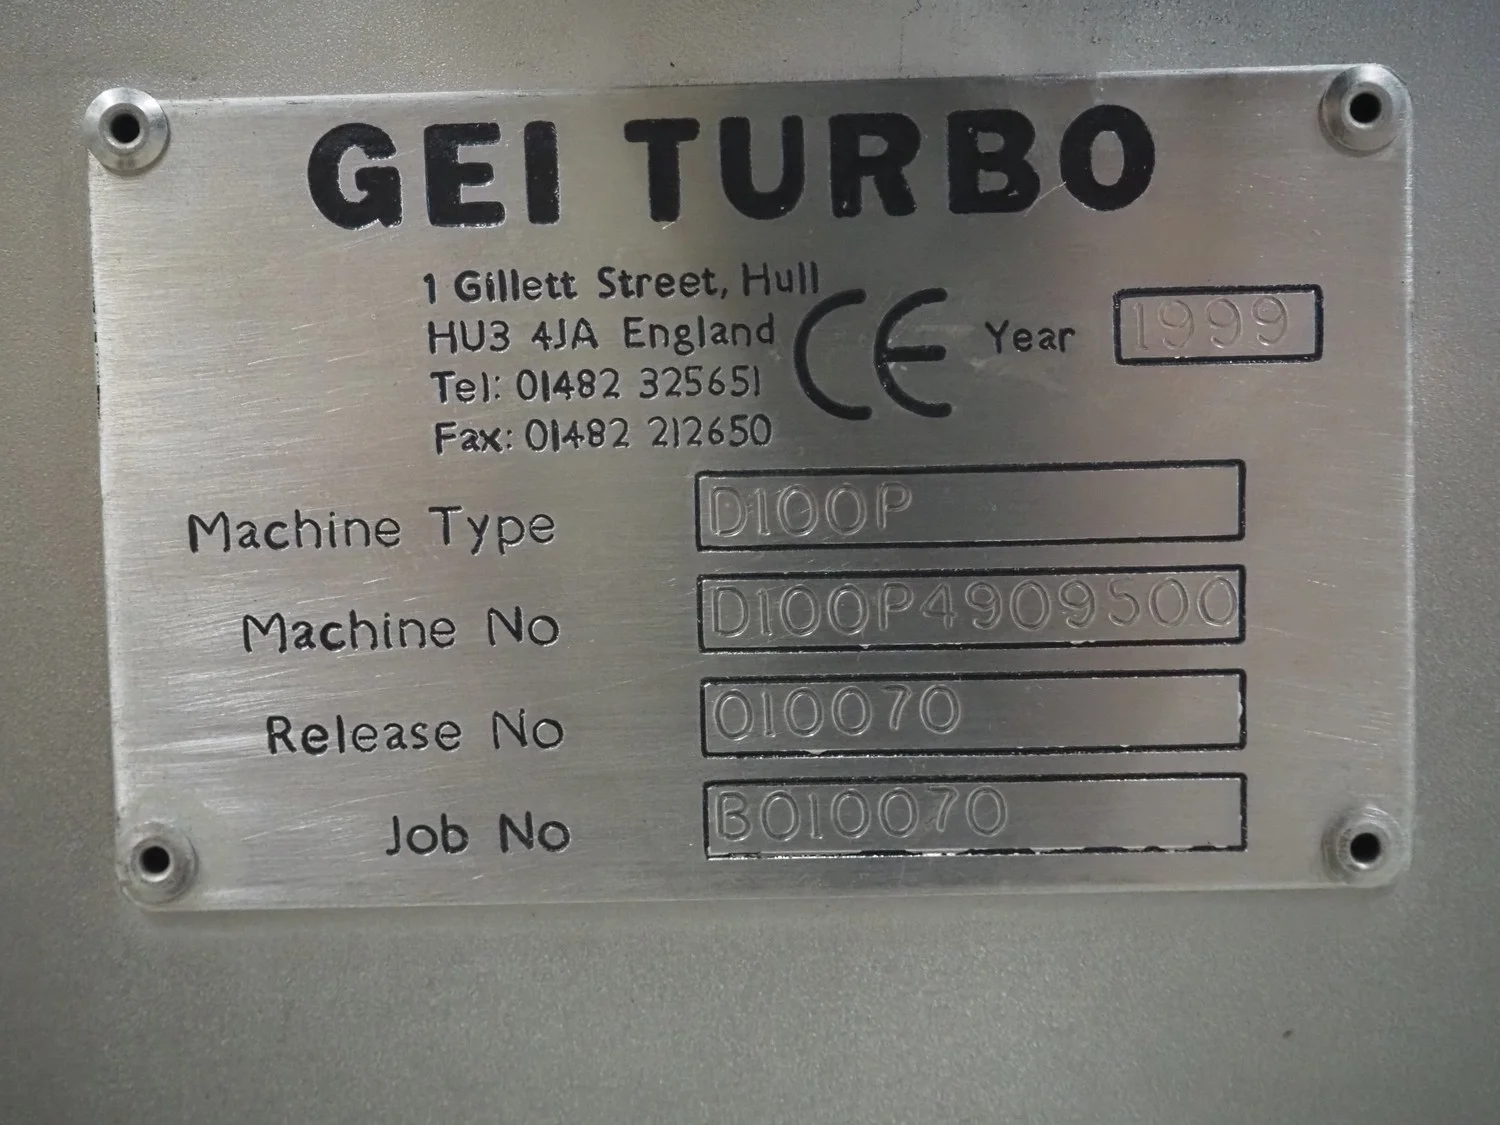 GEI TURBO
1 Gillett Street, Hull
HU3 4JA England
Tel: 01482 325651
Fax: 01482 212650
CE Year 1999
Machine Type D100P
Machine No D100P4909500
Release No 010070
Job No B010070